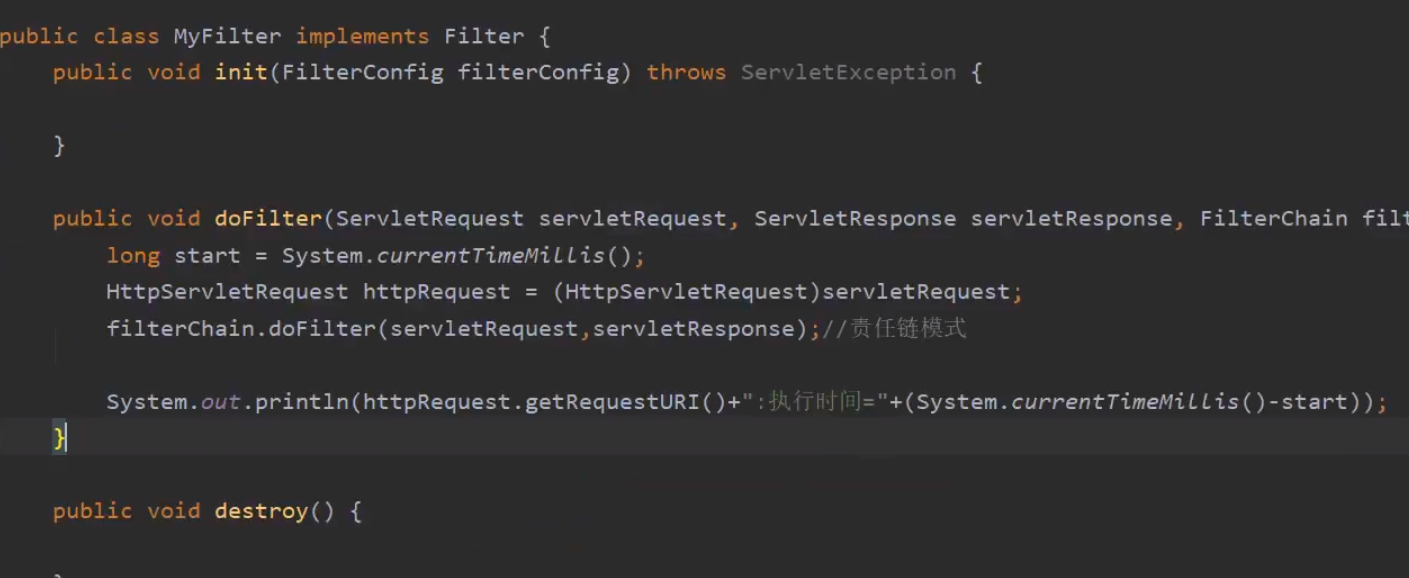 public class MyFilter implements Filter {
public void init(FilterConfig filterConfig) throws ServletException {
}
public void doFilter(ServletRequest servletRequest, ServletResponse servletResponse, FilterChain filt
long start = System.currentTimeMillis();
HttpServletRequest httpRequest = (HttpServletRequest)servletRequest;
filterChain.doFilter(servletRequest,servletResponse);//责任链模式
System.out.println(httpRequest.getRequestURI()+":执行时间="+(System.currentTimeMillis()-start));
}
public void destroy() {